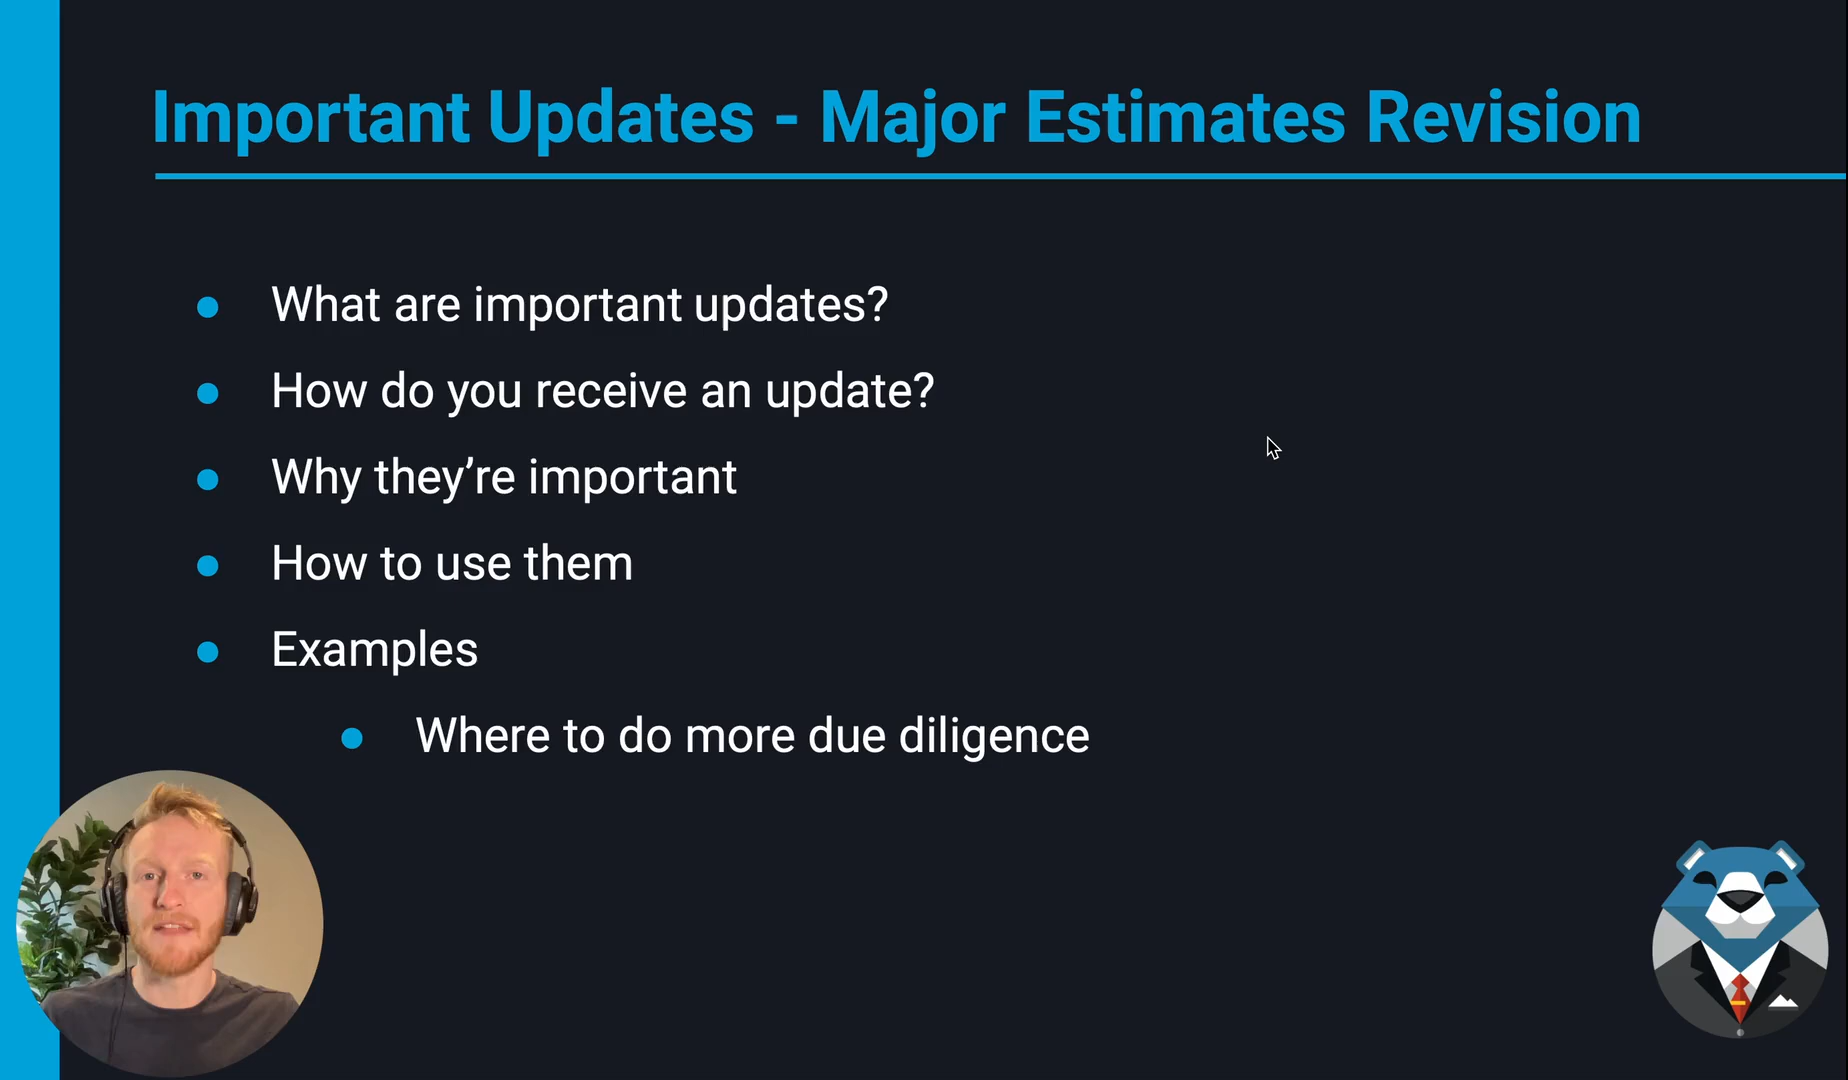 Important Updates - Major Estimates Revision
What are important updates?
How do you receive an update?
Why they’re important
How to use them
Examples
Where to do more due diligence